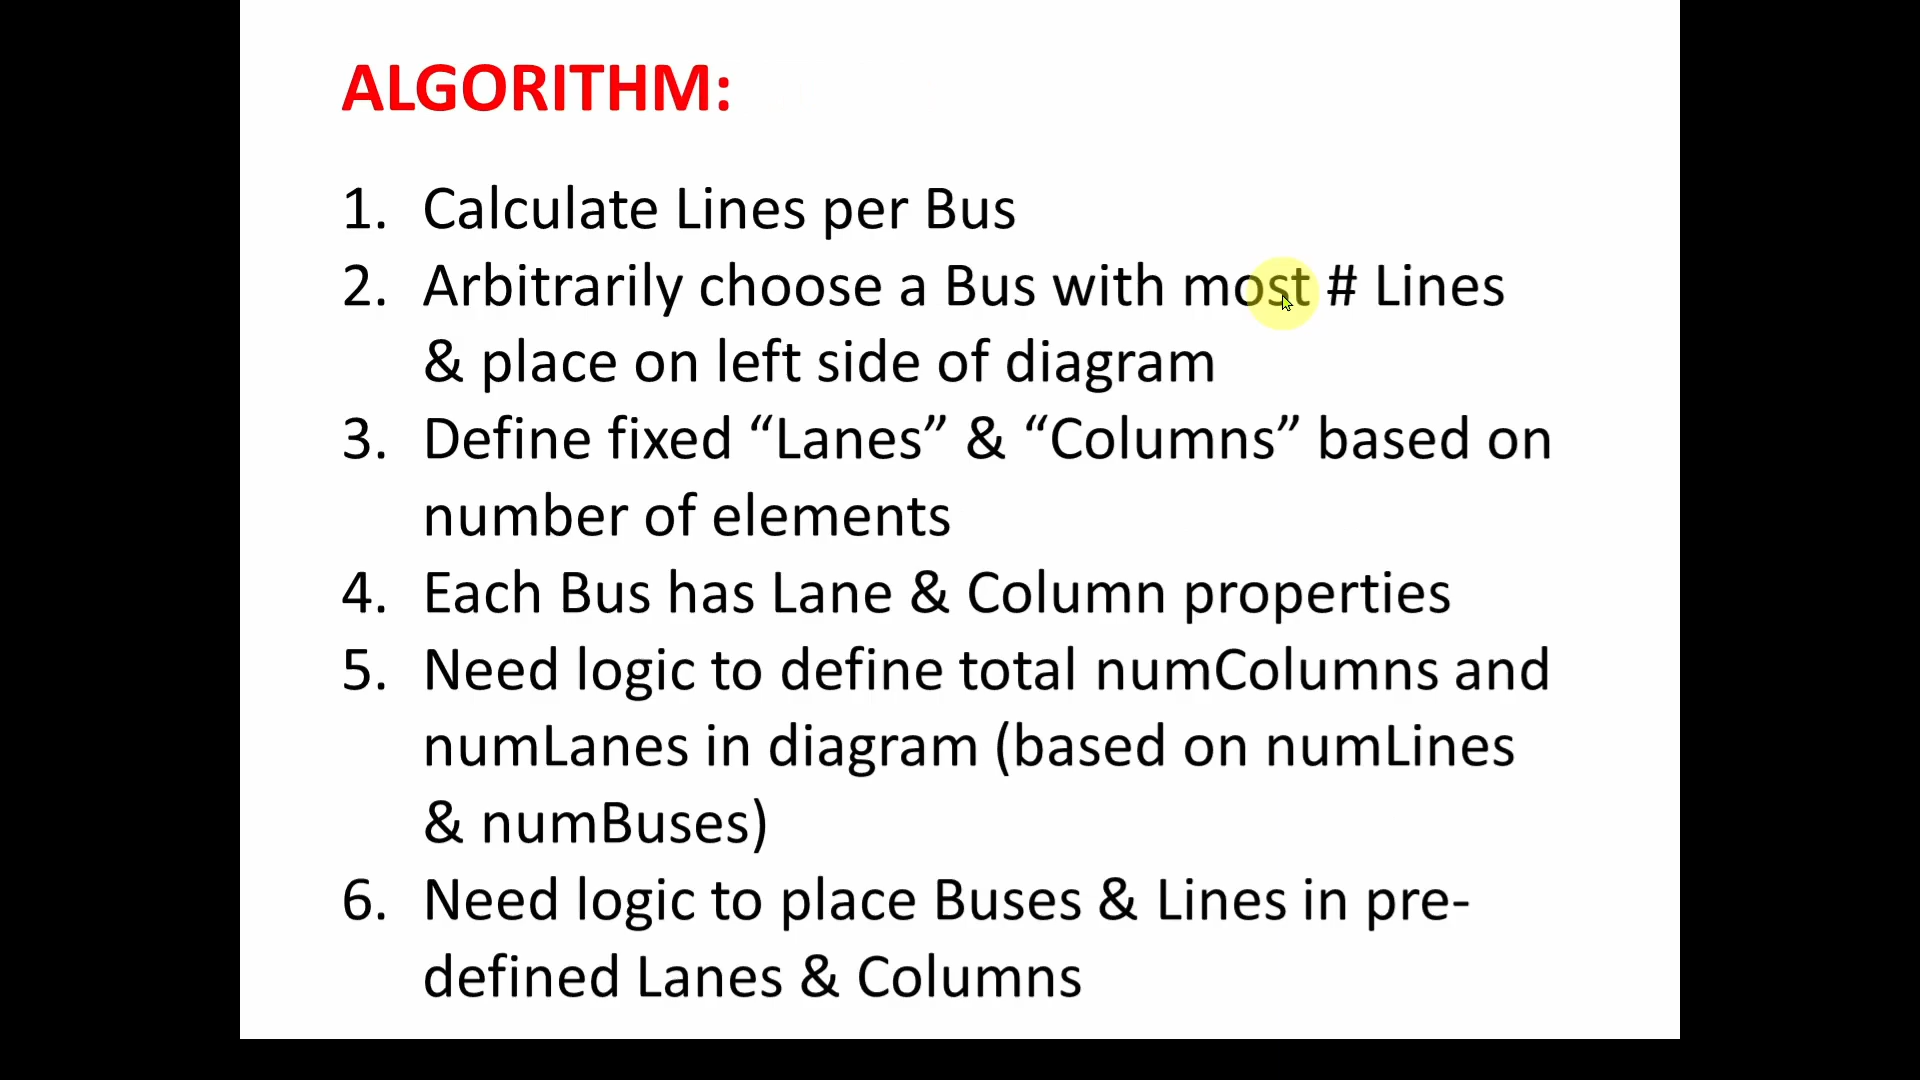 ALGORITHM:
1. Calculate Lines per Bus
2. Arbitrarily choose a Bus with most # Lines
& place on left side of diagram
3. Define fixed “Lanes” & “Columns” based on
number of elements
4. Each Bus has Lane & Column properties
5. Need logic to define total numColumns and
numLanes in diagram (based on numLines
& numBuses)
6. Need logic to place Buses & Lines in pre-
defined Lanes & Columns